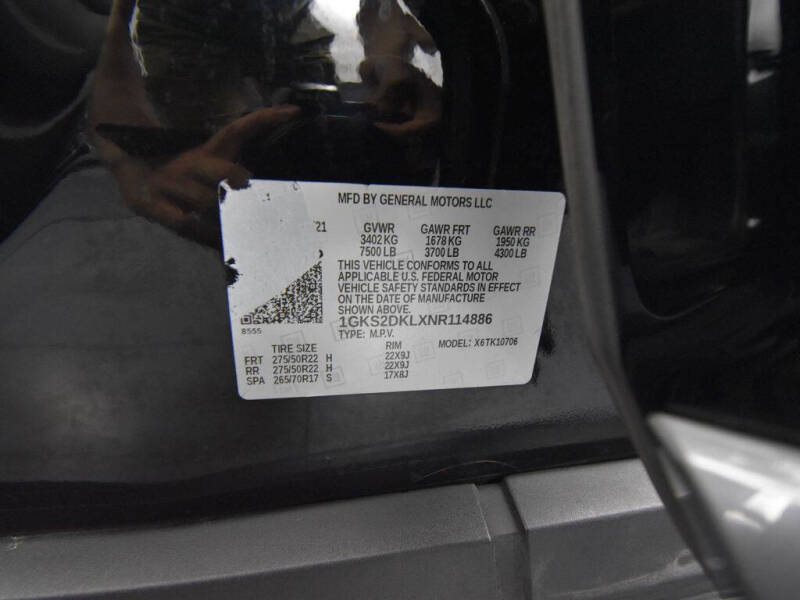 MFD BY GENERAL MOTORS LLC
21 GVWR GAWR FRT GAWR RR
3402 KG 1678 KG 1950 KG
7500 LB 3700 LB 4300 LB
THIS VEHICLE CONFORMS TO ALL
APPLICABLE U.S. FEDERAL MOTOR
VEHICLE SAFETY STANDARDS IN EFFECT
ON THE DATE OF MANUFACTURE
SHOWN ABOVE.
1GKS2DKLXNR114886
8555 TYPE: M.P.V. MODEL: X6TK10706
TIRE SIZE RIM
FRT 275/50R22 H 22X9J
RR 275/50R22 H 22X9J
SPA 265/70R17 S 17X8J